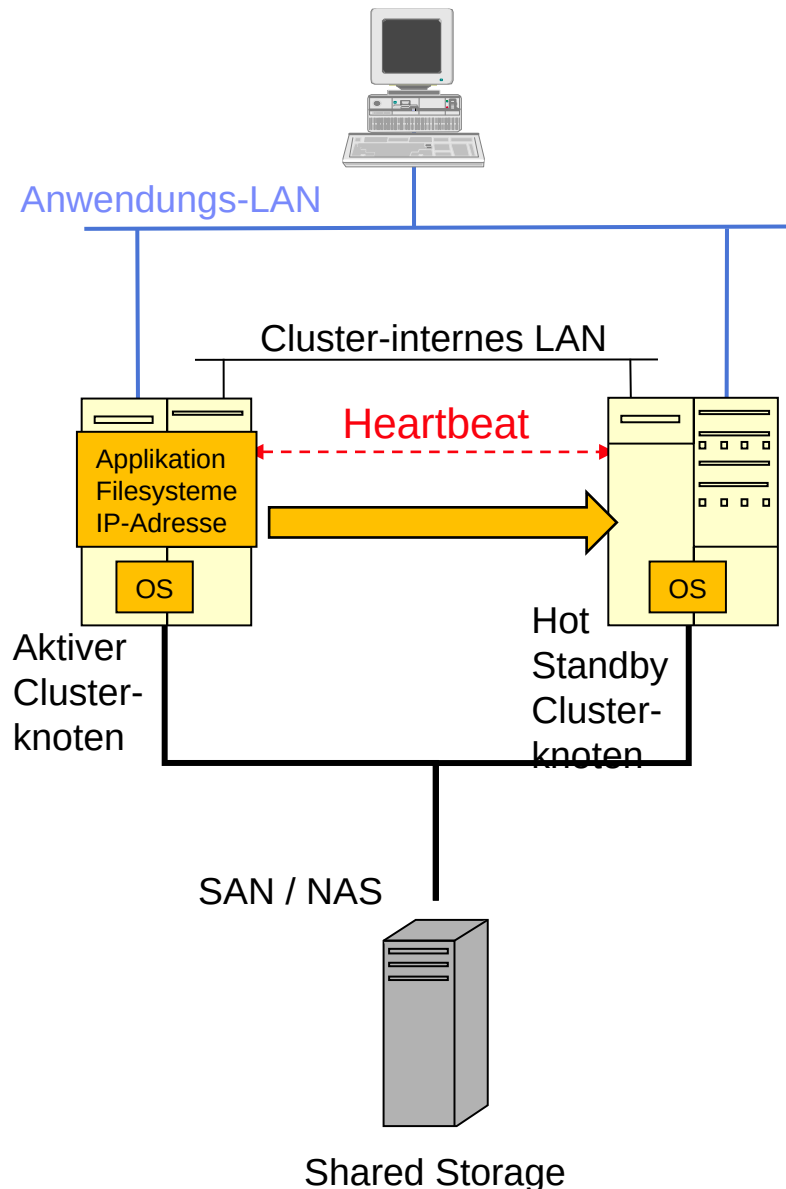 Anwendungs-LAN
Cluster-internes LAN
Heartbeat
Applikation
Filesysteme
IP-Adresse
OS
OS
Aktiver
Cluster-
knoten
Hot
Standby
Cluster-
knoten
SAN / NAS
Shared Storage